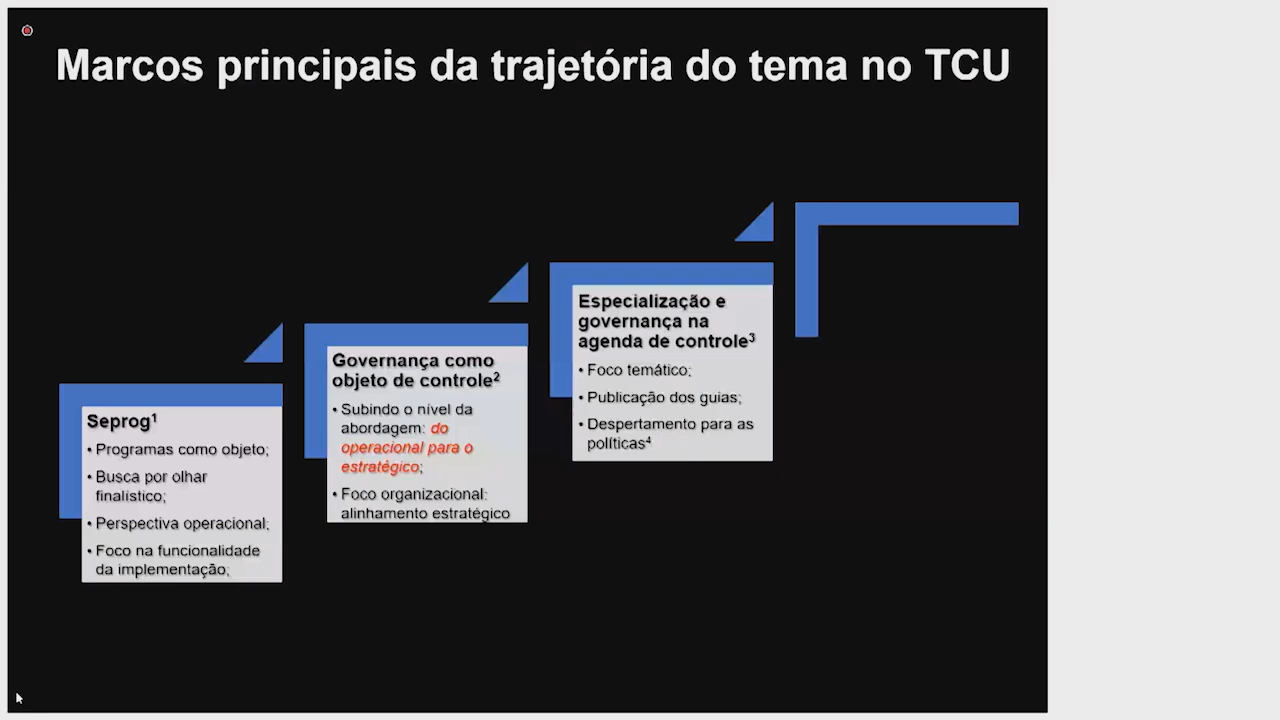 Marcos principais da trajetória do tema no TCU
Seprog¹
• Programas como objeto;
• Busca por olhar
finalístico;
• Perspectiva operacional;
• Foco na funcionalidade
da implementação;
Governança como
objeto de controle²
• Subindo o nível da
abordagem: do
operacional para o
estratégico;
• Foco organizacional:
alinhamento estratégico
Especialização e
governança na
agenda de controle³
• Foco temático;
• Publicação dos guias;
• Despertamento para as
políticas⁴